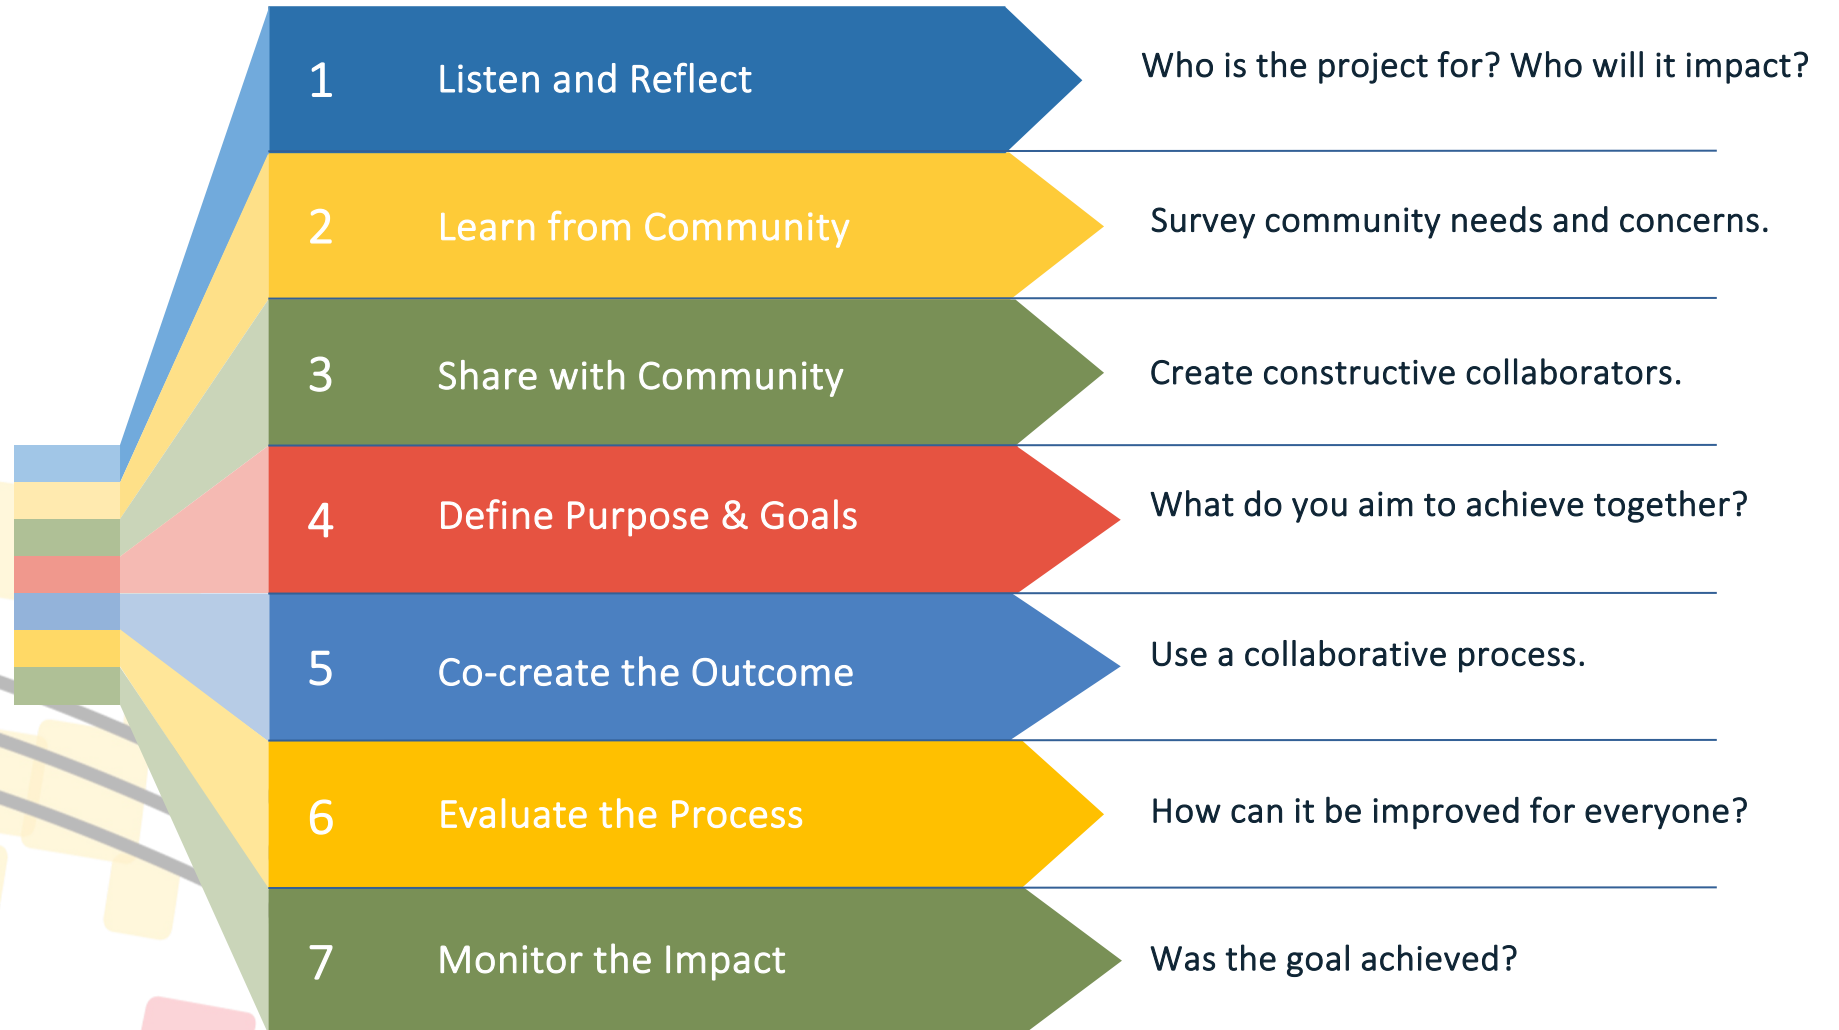 1 Listen and Reflect Who is the project for? Who will it impact?
2 Learn from Community Survey community needs and concerns.
3 Share with Community Create constructive collaborators.
4 Define Purpose & Goals What do you aim to achieve together?
5 Co-create the Outcome Use a collaborative process.
6 Evaluate the Process How can it be improved for everyone?
7 Monitor the Impact Was the goal achieved?